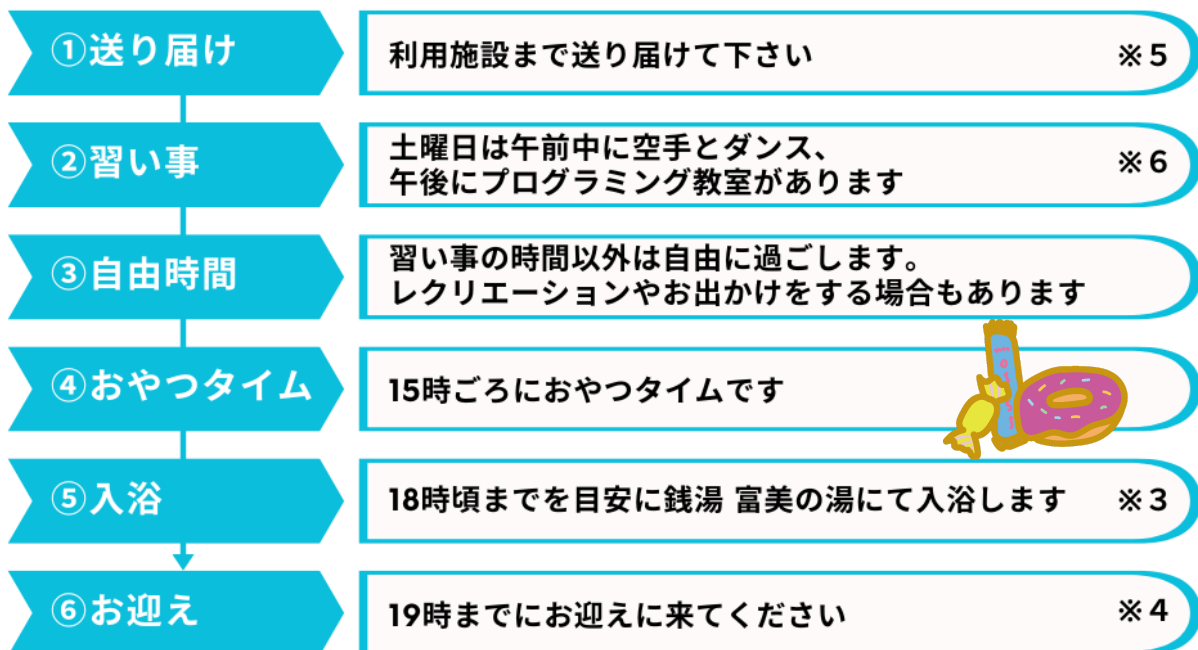 ①送り届け
利用施設まで送り届けて下さい ※5
②習い事
土曜日は午前中に空手とダンス、
午後にプログラミング教室があります ※6
③自由時間
習い事の時間以外は自由に過ごします。
レクリエーションやお出かけをする場合もあります
④おやつタイム
15時ごろにおやつタイムです
⑤入浴
18時頃までを目安に銭湯 富美の湯にて入浴します ※3
⑥お迎え
19時までにお迎えに来てください ※4